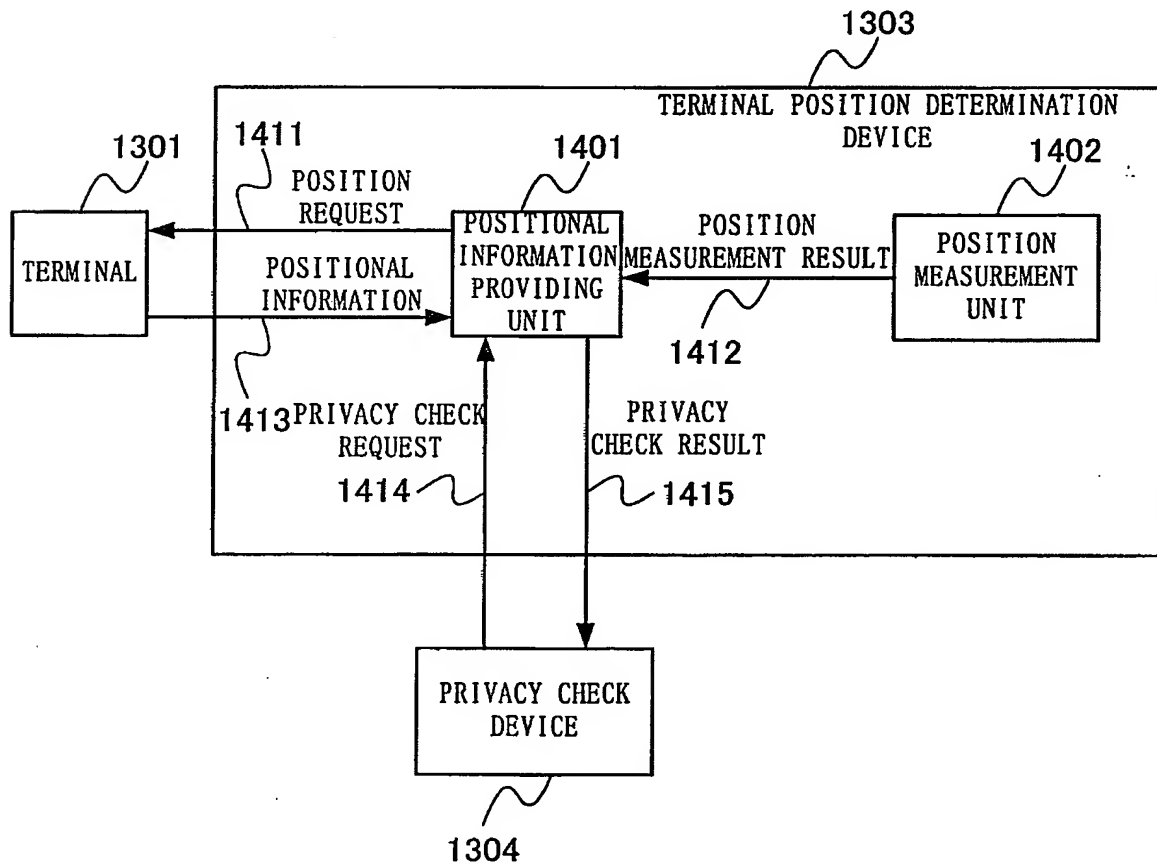 1303
TERMINAL POSITION DETERMINATION
DEVICE
1301
1411
1401
1402
POSITION
REQUEST
TERMINAL
POSITIONAL
INFORMATION
POSITIONAL
INFORMATION
PROVIDING
UNIT
POSITION
MEASUREMENT RESULT
POSITION
MEASUREMENT
UNIT
1412
1413
PRIVACY CHECK
REQUEST
PRIVACY
CHECK RESULT
1414
1415
PRIVACY CHECK
DEVICE
1304